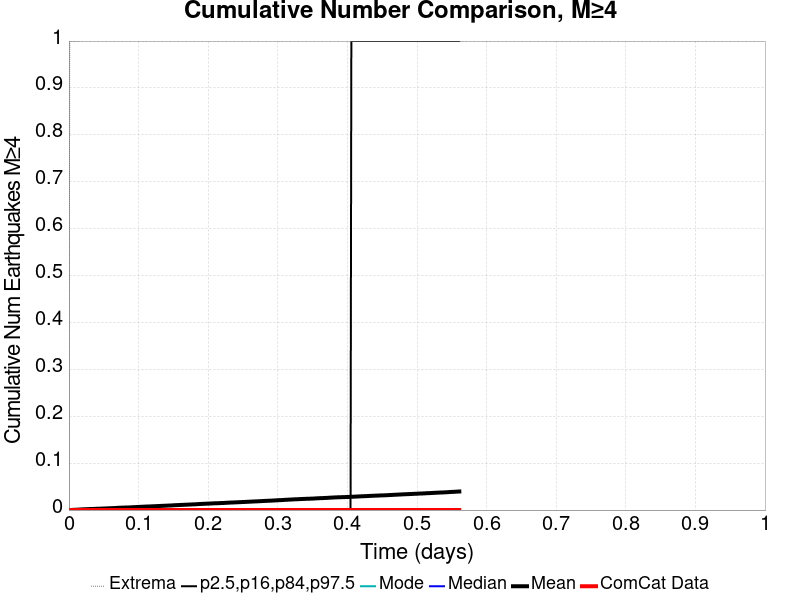 Cumulative Number Comparison, M≥4
Cumulative Num Earthquakes M≥4
1
0.9
0.8
0.7
0.6
0.5
0.4
0.3
0.2
0.1
0
0 0.1 0.2 0.3 0.4 0.5 0.6 0.7 0.8 0.9 1
Time (days)
Extrema p2.5,p16,p84,p97.5 Mode Median Mean ComCat Data